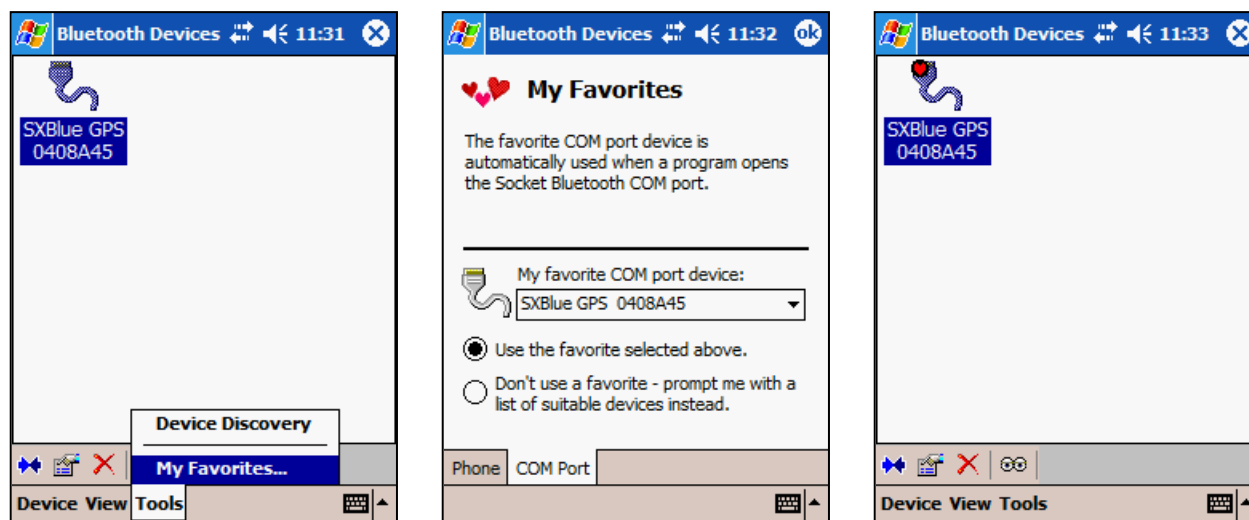 Bluetooth Devices 11:31
SXBlue GPS
0408A45
Device Discovery
My Favorites...
Device View Tools
Bluetooth Devices 11:32 ok
My Favorites
The favorite COM port device is
automatically used when a program opens
the Socket Bluetooth COM port.
My favorite COM port device:
SXBlue GPS 0408A45
Use the favorite selected above.
Don't use a favorite - prompt me with a
list of suitable devices instead.
Phone COM Port
Bluetooth Devices 11:33
SXBlue GPS
0408A45
Device View Tools